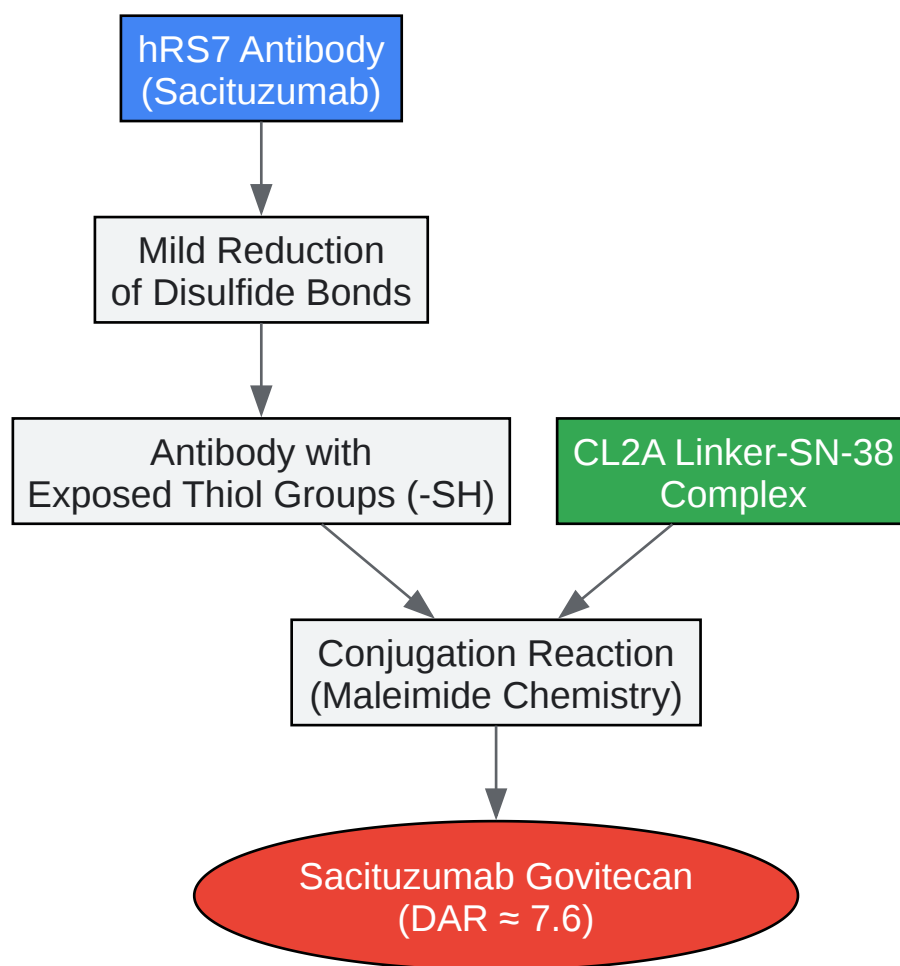 hRS7 Antibody
(Sacituzumab)
Mild Reduction
of Disulfide Bonds
Antibody with
Exposed Thiol Groups (-SH)
CL2A Linker-SN-38
Complex
Conjugation Reaction
(Maleimide Chemistry)
Sacituzumab Govitecan
(DAR ≈ 7.6)